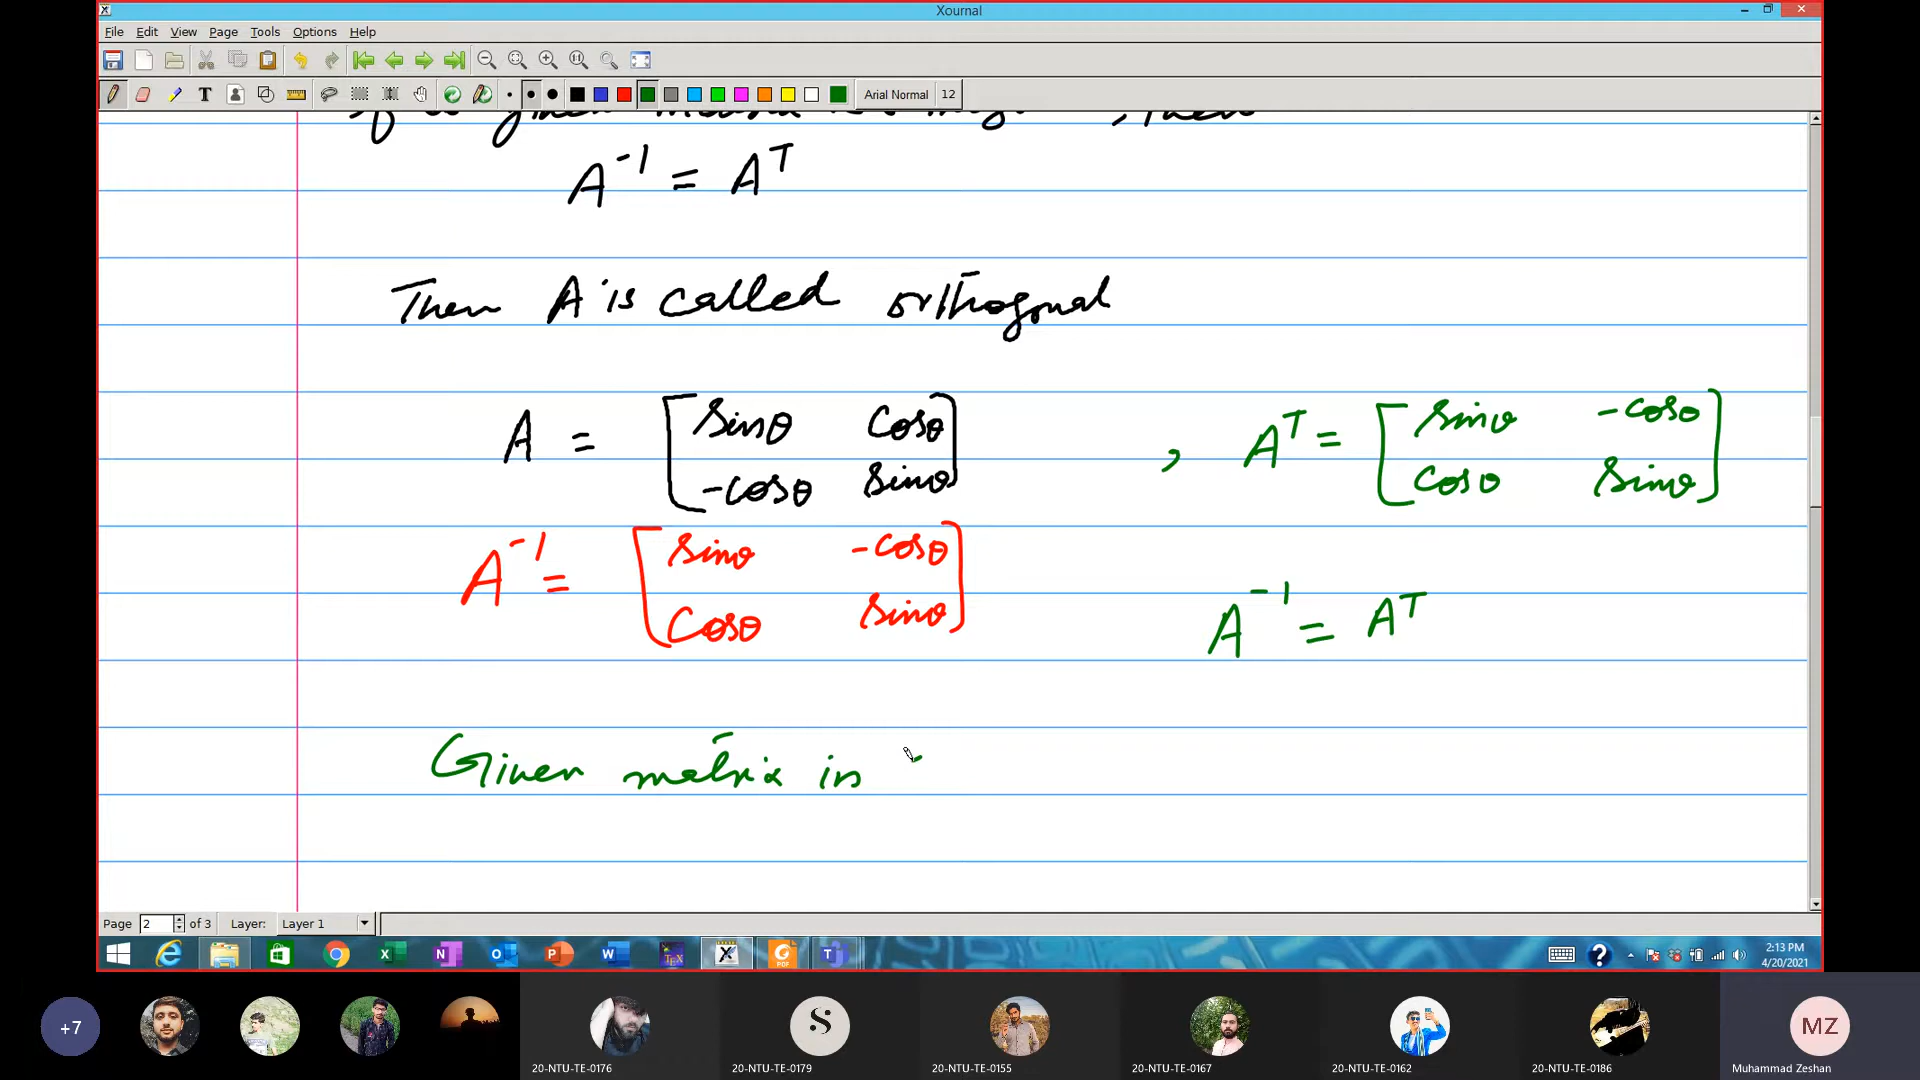 Xournal
File Edit View Page Tools Options Help
Arial Normal 12
, then
A⁻¹ = Aᵀ
Then A is called orthogonal
A = [sinθ cosθ
-cosθ sinθ]
, Aᵀ = [sinθ -cosθ
cosθ sinθ]
A⁻¹ = [sinθ -cosθ
Cosθ sinθ]
A⁻¹ = Aᵀ
Given matrix is
Page 2 of 3 Layer: Layer 1
2:13 PM
4/20/2021
+7
S
MZ
20-NTU-TE-0176 20-NTU-TE-0179 20-NTU-TE-0155 20-NTU-TE-0167 20-NTU-TE-0162 20-NTU-TE-0186 Muhammad Zeshan